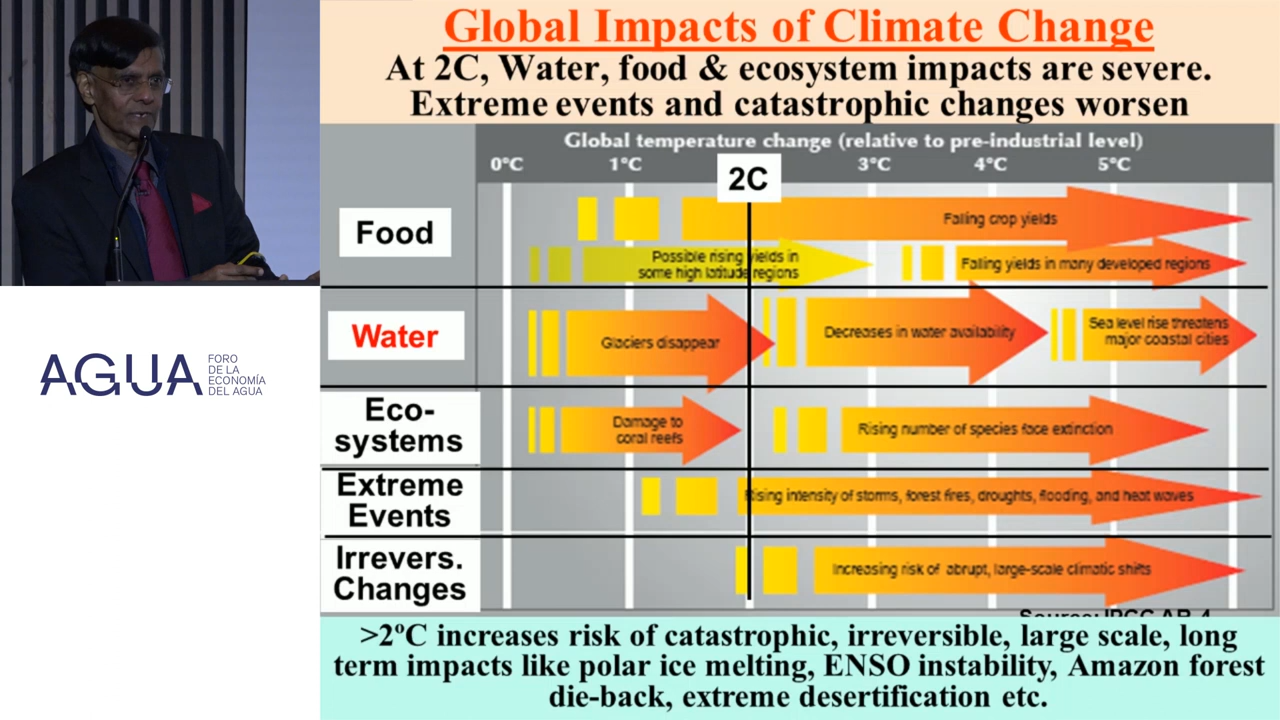 Global Impacts of Climate Change
At 2C, Water, food & ecosystem impacts are severe.
Extreme events and catastrophic changes worsen
Global temperature change (relative to pre-industrial level)
0°C 1°C 2C 3°C 4°C 5°C
Food
Falling crop yields
Possible rising yields in
some high latitude regions
Falling yields in many developed regions
Water
Glaciers disappear
Decreases in water availability
Sea level rise threatens
major coastal cities
Eco-
systems
Damage to
coral reefs
Rising number of species face extinction
Extreme
Events
Rising intensity of storms, forest fires, droughts, flooding, and heat waves
Irrevers.
Changes
Increasing risk of abrupt, large-scale climatic shifts
Source: IPCC AR-4
>2ºC increases risk of catastrophic, irreversible, large scale, long
term impacts like polar ice melting, ENSO instability, Amazon forest
die-back, extreme desertification etc.
AGUA
FORO
DE LA
ECONOMÍA
DEL AGUA